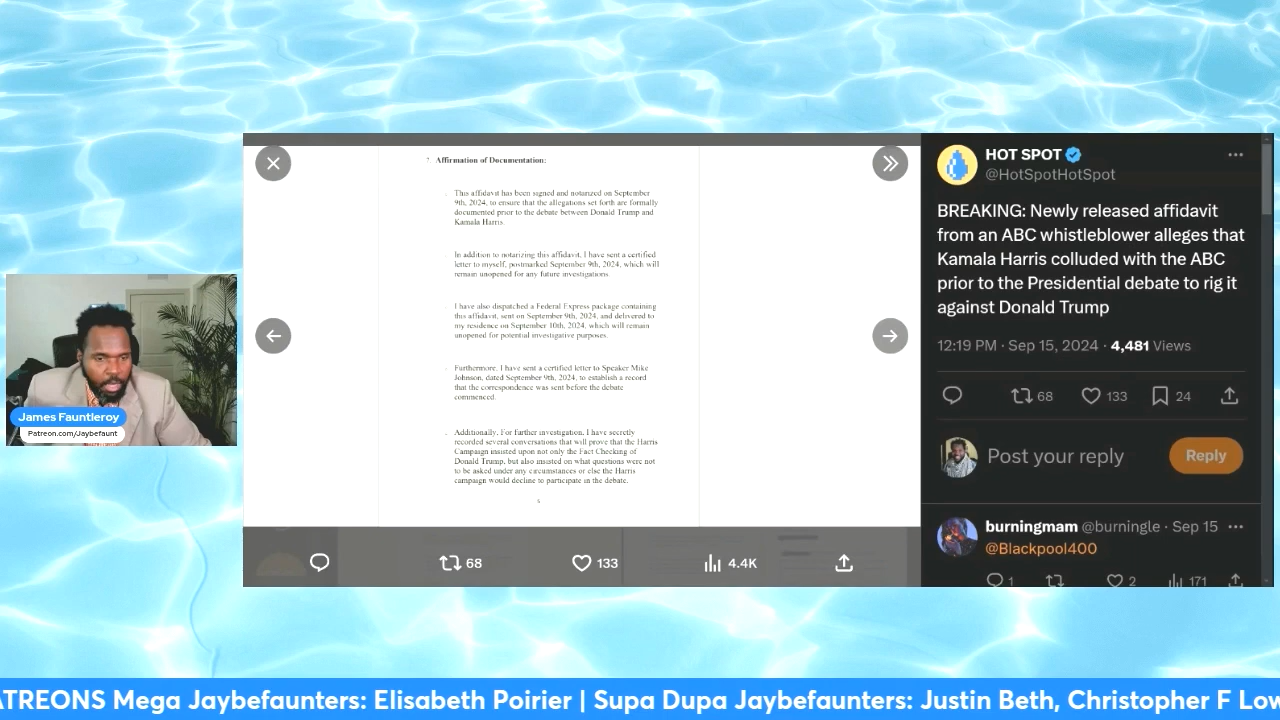 ? Affirmation of Documentation:
This affidavit has been signed and notarized on September
9th, 2024, to ensure that the allegations set forth are formally
documented prior to the debate between Donald Trump and
Kamala Harris.
In addition to notarizing this affidavit, I have sent a certified
letter to myself, postmarked September 9th, 2024, which will
remain unopened for any future investigations.
I have also dispatched a Federal Express package containing
this affidavit, sent on September 9th, 2024, and delivered to
my residence on September 10th, 2024, which will remain
unopened for potential investigative purposes.
Furthermore, I have sent a certified letter to Speaker Mike
Johnson, dated September 9th, 2024, to establish a record
that the correspondence was sent before the debate
commenced.
Additionally, For further investigation, I have secretly
recorded several conversations that will prove that the Harris
Campaign insisted upon not only the Fact Checking of
Donald Trump, but also insisted on what questions were not
to be asked under any circumstances or else the Harris
campaign would decline to participate in the debate.
68
133
4.4K
HOT SPOT
@HotSpotHotSpot
BREAKING: Newly released affidavit
from an ABC whistleblower alleges that
Kamala Harris colluded with the ABC
prior to the Presidential debate to rig it
against Donald Trump
12:19 PM · Sep 15, 2024 · 4,481 Views
68 133 24
Post your reply Reply
burningmam @burningle · Sep 15
@Blackpool400
1 2 171
James Fauntleroy
Patreon.com/Jaybefaunt
ATREONS Mega Jaybefaunters: Elisabeth Poirier | Supa Dupa Jaybefaunters: Justin Beth, Christopher F Low